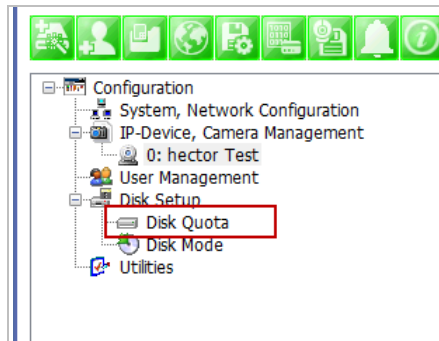 Configuration
System, Network Configuration
IP-Device, Camera Management
0: hector Test
User Management
Disk Setup
Disk Quota
Disk Mode
Utilities